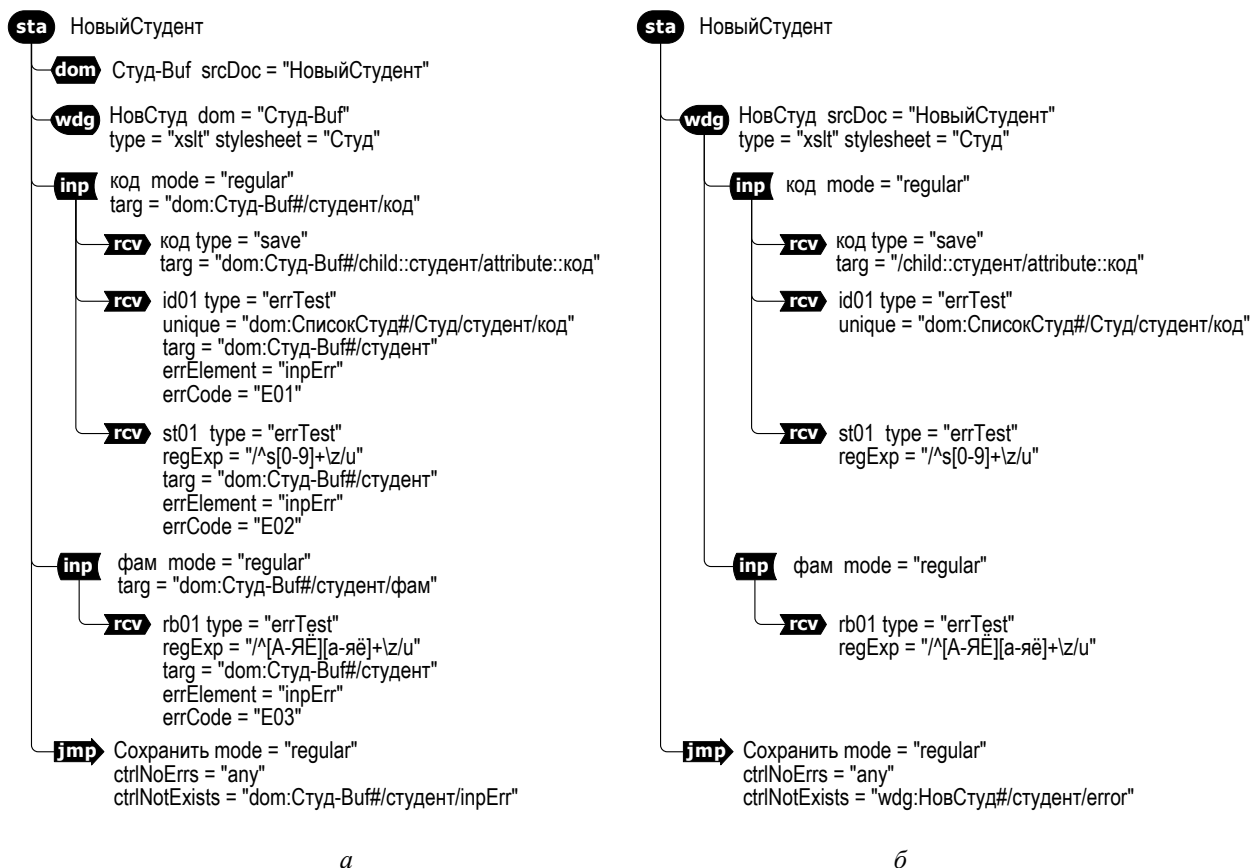 sta НовыйСтудент
dom Студ-Buf srcDoc = "НовыйСтудент"
wdg НовСтуд dom = "Студ-Buf"
type = "xslt" stylesheet = "Студ"
inp код mode = "regular"
targ = "dom:Студ-Buf#/студент/код"
rcv код type = "save"
targ = "dom:Студ-Buf#/child::студент/attribute::код"
rcv id01 type = "errTest"
unique = "dom:СписокСтуд#/Студ/студент/код"
targ = "dom:Студ-Buf#/студент"
errElement = "inpErr"
errCode = "E01"
rcv st01 type = "errTest"
regExp = "/^s[0-9]+\z/u"
targ = "dom:Студ-Buf#/студент"
errElement = "inpErr"
errCode = "E02"
inp фам mode = "regular"
targ = "dom:Студ-Buf#/студент/фам"
rcv rb01 type = "errTest"
regExp = "/^[А-ЯЁ][а-яё]+\z/u"
targ = "dom:Студ-Buf#/студент"
errElement = "inpErr"
errCode = "E03"
jmp Сохранить mode = "regular"
ctrlNoErrs = "any"
ctrlNotExists = "dom:Студ-Buf#/студент/inpErr"
а
sta НовыйСтудент
wdg НовСтуд srcDoc = "НовыйСтудент"
type = "xslt" stylesheet = "Студ"
inp код mode = "regular"
rcv код type = "save"
targ = "/child::студент/attribute::код"
rcv id01 type = "errTest"
unique = "dom:СписокСтуд#/Студ/студент/код"
rcv st01 type = "errTest"
regExp = "/^s[0-9]+\z/u"
inp фам mode = "regular"
rcv rb01 type = "errTest"
regExp = "/^[А-ЯЁ][а-яё]+\z/u"
jmp Сохранить mode = "regular"
ctrlNoErrs = "any"
ctrlNotExists = "wdg:НовСтуд#/студент/error"
б